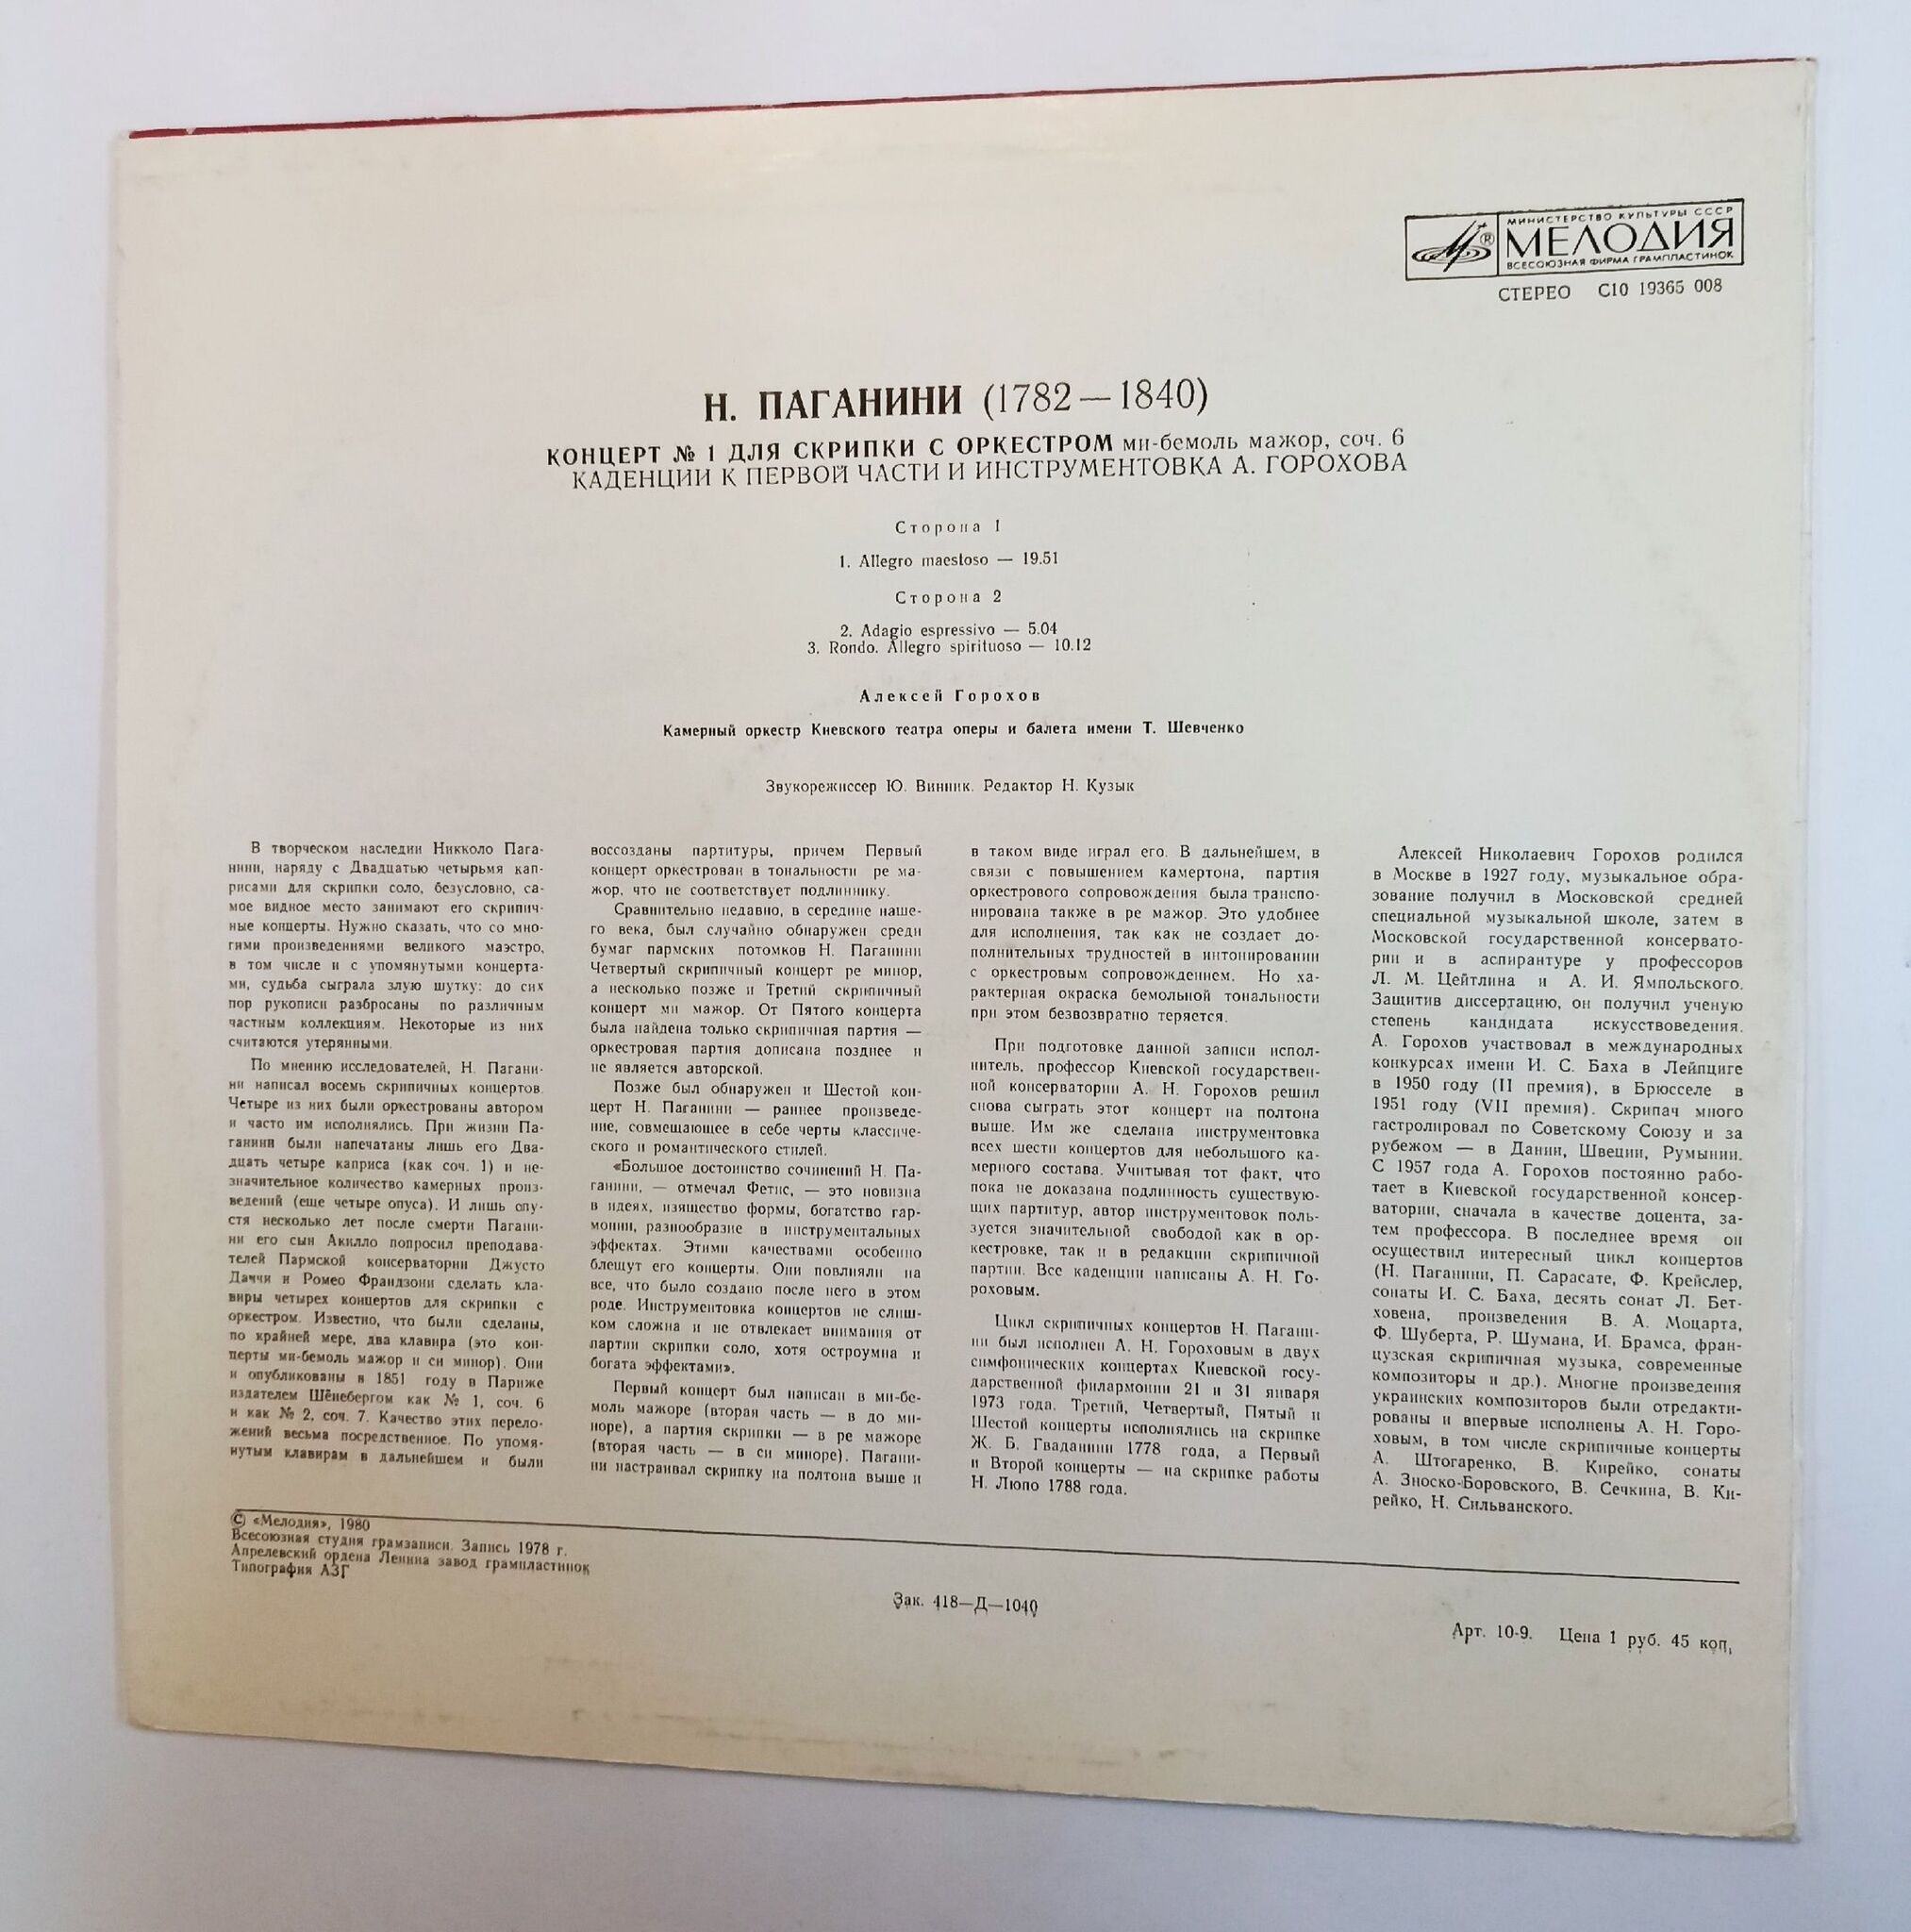 МИНИСТЕРСТВО КУЛЬТУРЫ СССР
МЕЛОДИЯ
ВСЕСОЮЗНАЯ ФИРМА ГРАМПЛАСТИНОК
СТЕРЕО С10 19365 008
Н. ПАГАНИНИ (1782—1840)
КОНЦЕРТ № 1 ДЛЯ СКРИПКИ С ОРКЕСТРОМ ми-бемоль мажор, соч. 6
КАДЕНЦИИ К ПЕРВОЙ ЧАСТИ И ИНСТРУМЕНТОВКА А. ГОРОХОВА
Сторона 1
1. Allegro maestoso — 19.51
Сторона 2
2. Adagio espressivo — 5.04
3. Rondo. Allegro spirituoso — 10.12
Алексей Горохов
Камерный оркестр Киевского театра оперы и балета имени Т. Шевченко
Звукорежиссер Ю. Винник. Редактор Н. Кузык
В творческом наследии Никколо Пага-
нини, наряду с Двадцатью четырьмя кап-
рисами для скрипки соло, безусловно, са-
мое видное место занимают его скрипич-
ные концерты. Нужно сказать, что со мно-
гими произведениями великого маэстро,
в том числе и с упомянутыми концерта-
ми, судьба сыграла злую шутку: до сих
пор рукописи разбросаны по различным
частным коллекциям. Некоторые из них
считаются утерянными.
По мнению исследователей, Н. Пагани-
ни написал восемь скрипичных концертов.
Четыре из них были оркестрованы автором
и часто им исполнялись. При жизни Па-
ганини были напечатаны лишь его Два-
дцать четыре каприса (как соч. 1) и не-
значительное количество камерных произ-
ведений (еще четыре опуса). И лишь спу-
стя несколько лет после смерти Пагани-
ни его сын Акилло попросил преподава-
телей Пармской консерватории Джусто
Даччи и Ромео Франдзони сделать кла-
виры четырех концертов для скрипки с
оркестром. Известно, что были сделаны,
по крайней мере, два клавира (это кон-
церты ми-бемоль мажор и си минор). Они
и опубликованы в 1851 году в Париже
издателем Шёнебергом как № 1, соч. 6
и как № 2, соч. 7. Качество этих перело-
жений весьма посредственное. По упомя-
нутым клавирам в дальнейшем и были
воссозданы партитуры, причем Первый
концерт оркестрован в тональности ре ма-
жор, что не соответствует подлиннику.
Сравнительно недавно, в середине наше-
го века, был случайно обнаружен среди
бумаг пармских потомков Н. Паганини
Четвертый скрипичный концерт ре минор,
а несколько позже и Третий скрипичный
концерт ми мажор. От Пятого концерта
была найдена только скрипичная партия —
оркестровая партия дописана позднее и
не является авторской.
Позже был обнаружен и Шестой кон-
церт Н. Паганини — раннее произведе-
ние, совмещающее в себе черты классиче-
ского и романтического стилей.
«Большое достоинство сочинений Н. Па-
ганини, — отмечал Фетис, — это новизна
в идеях, изящество формы, богатство гар-
монии, разнообразие в инструментальных
эффектах. Этими качествами особенно
блещут его концерты. Они повлияли на
все, что было создано после него в этом
роде. Инструментовка концертов не слиш-
ком сложна и не отвлекает внимания от
партии скрипки соло, хотя остроумна и
богата эффектами».
Первый концерт был написан в ми-бе-
моль мажоре (вторая часть — в до ми-
норе), а партия скрипки — в ре мажоре
(вторая часть — в си миноре). Пагани-
ни настраивал скрипку на полтона выше и
в таком виде играл его. В дальнейшем, в
связи с повышением камертона, партия
оркестрового сопровождения была транспо-
нирована также в ре мажор. Это удобнее
для исполнения, так как не создает до-
полнительных трудностей в интонировании
с оркестровым сопровождением. Но ха-
рактерная окраска бемольной тональности
при этом безвозвратно теряется.
При подготовке данной записи испол-
нитель, профессор Киевской государствен-
ной консерватории А. Н. Горохов решил
снова сыграть этот концерт на полтона
выше. Им же сделана инструментовка
всех шести концертов для небольшого ка-
мерного состава. Учитывая тот факт, что
пока не доказана подлинность существую-
щих партитур, автор инструментовок поль-
зуется значительной свободой как в ор-
кестровке, так и в редакции скрипичной
партии. Все каденции написаны А. Н. Го-
роховым.
Цикл скрипичных концертов Н. Пагани-
ни был исполнен А. Н. Гороховым в двух
симфонических концертах Киевской госу-
дарственной филармонии 21 и 31 января
1973 года. Третий, Четвертый, Пятый и
Шестой концерты исполнялись на скрипке
Ж. Б. Гваданини 1778 года, а Первый
и Второй концерты — на скрипке работы
Н. Люпо 1788 года.
Алексей Николаевич Горохов родился
в Москве в 1927 году, музыкальное обра-
зование получил в Московской средней
специальной музыкальной школе, затем в
Московской государственной консервато-
рии и в аспирантуре у профессоров
Л. М. Цейтлина и А. И. Ямпольского.
Защитив диссертацию, он получил ученую
степень кандидата искусствоведения.
А. Горохов участвовал в международных
конкурсах имени И. С. Баха в Лейпциге
в 1950 году (II премия), в Брюсселе в
1951 году (VII премия). Скрипач много
гастролировал по Советскому Союзу и за
рубежом — в Дании, Швеции, Румынии.
С 1957 года А. Горохов постоянно рабо-
тает в Киевской государственной консер-
ватории, сначала в качестве доцента, за-
тем профессора. В последнее время он
осуществил интересный цикл концертов
(Н. Паганини, П. Сарасате, Ф. Крейслер,
сонаты И. С. Баха, десять сонат Л. Бет-
ховена, произведения В. А. Моцарта,
Ф. Шуберта, Р. Шумана, И. Брамса, фран-
цузская скрипичная музыка, современные
композиторы и др.). Многие произведения
украинских композиторов были отредакти-
рованы и впервые исполнены А. Н. Горо-
ховым, в том числе скрипичные концерты
А. Штогаренко, В. Кирейко, сонаты
А. Зноско-Боровского, В. Сечкина, В. Ки-
рейко, Н. Сильванского.
© «Мелодия», 1980
Всесоюзная студия грамзаписи. Запись 1978 г.
Апрелевский ордена Ленина завод грампластинок
Типография АЗГ
Зак. 418—Д—1040
Арт. 10-9. Цена 1 руб. 45 коп.